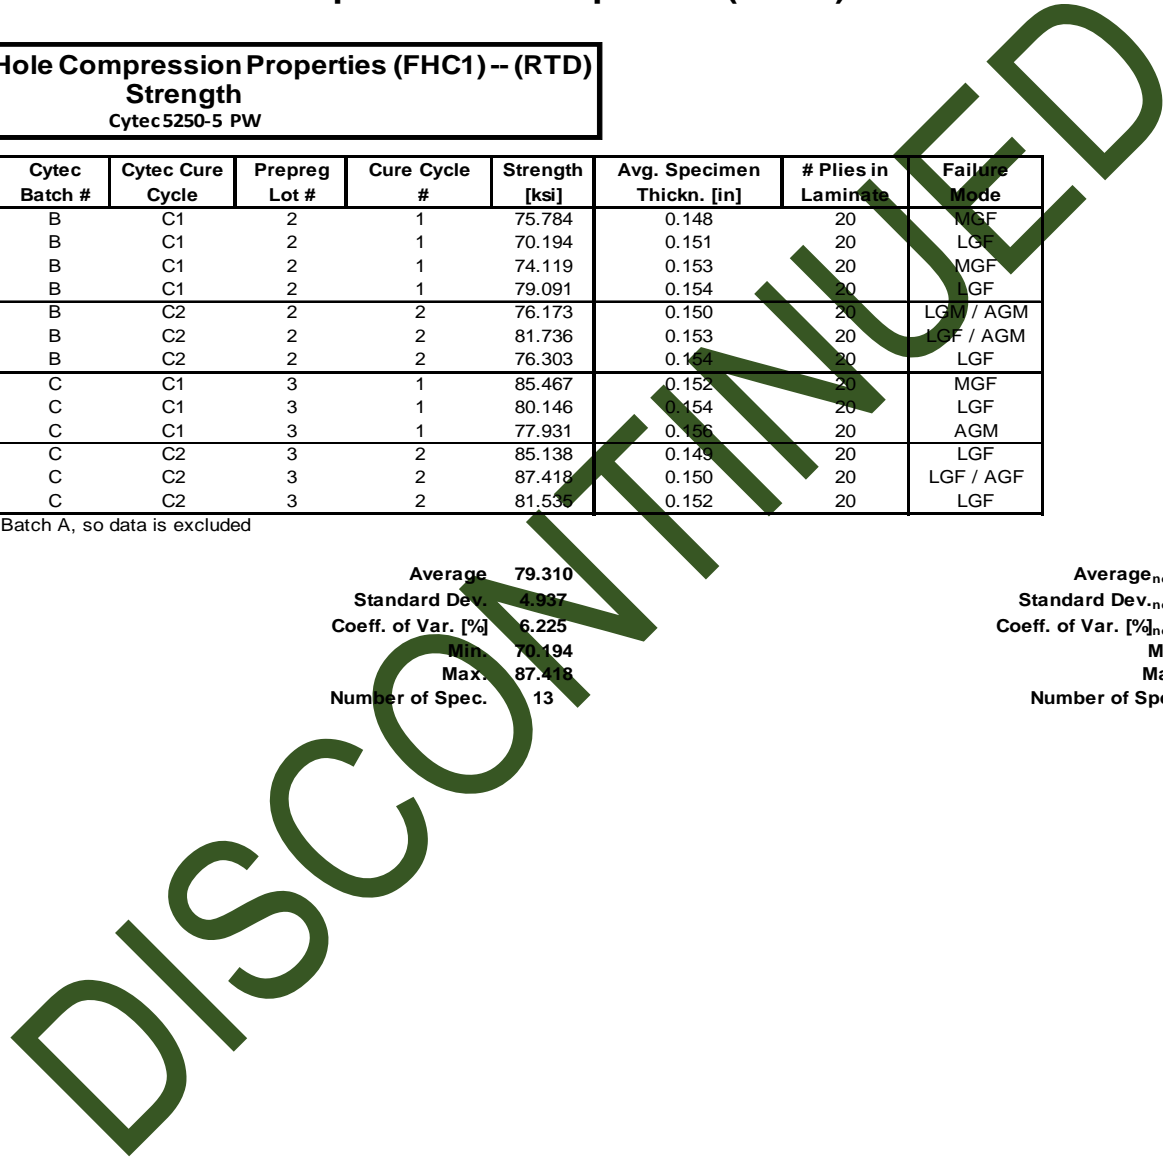 Hole Compression Properties (FHC1) -- (RTD)
Strength
Cytec 5250-5 PW
Cytec Batch # Cytec Cure Cycle Prepreg Lot # Cure Cycle # Strength [ksi] Avg. Specimen Thickn. [in] # Plies in Laminate Failure Mode
B C1 2 1 75.784 0.148 20 MGF
B C1 2 1 70.194 0.151 20 LGF
B C1 2 1 74.119 0.153 20 MGF
B C1 2 1 79.091 0.154 20 LGF
B C2 2 2 76.173 0.150 20 LGM / AGM
B C2 2 2 81.736 0.153 20 LGF / AGM
B C2 2 2 76.303 0.154 20 LGF
C C1 3 1 85.467 0.152 20 MGF
C C1 3 1 80.146 0.154 20 LGF
C C1 3 1 77.931 0.156 20 AGM
C C2 3 2 85.138 0.149 20 LGF
C C2 3 2 87.418 0.150 20 LGF / AGF
C C2 3 2 81.535 0.152 20 LGF
Batch A, so data is excluded
Average 79.310 Average
Standard Dev. 4.937 Standard Dev.
Coeff. of Var. [%] 6.225 Coeff. of Var. [%]
Min. 70.194
Max. 87.418
Number of Spec. 13 Number of
DISCONTINUED